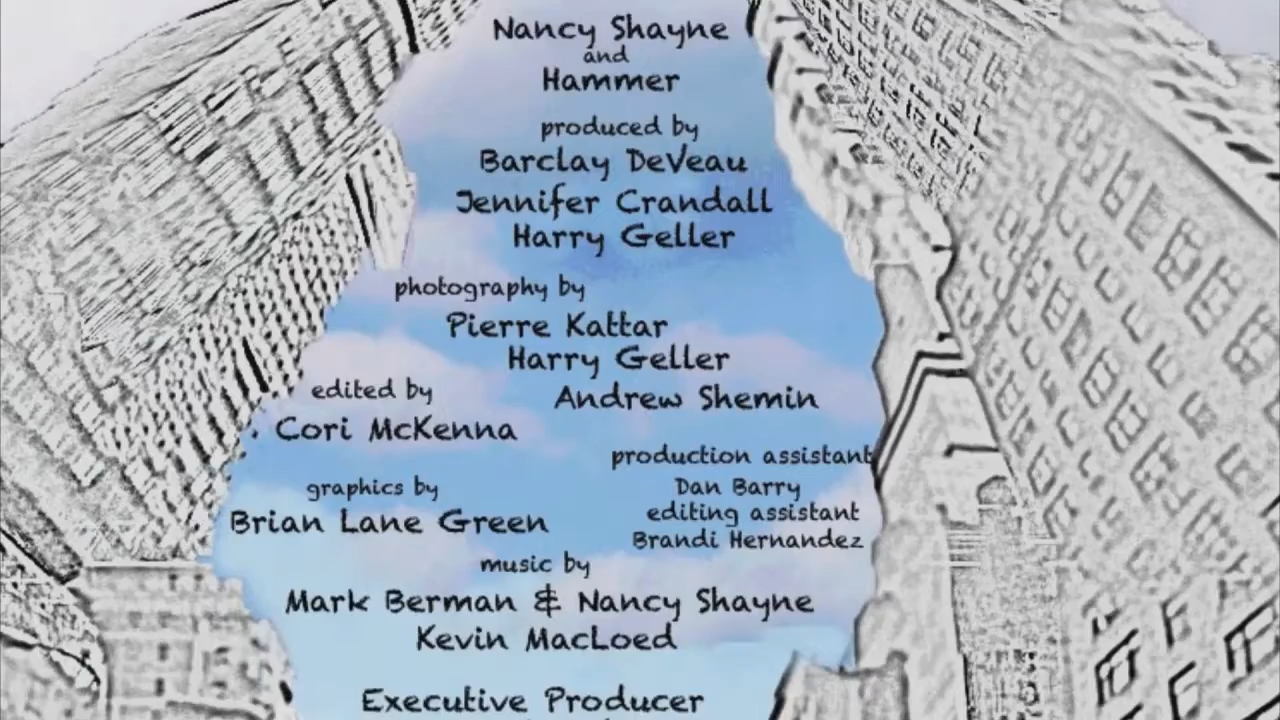 Nancy Shayne
and
Hammer
produced by
Barclay DeVeau
Jennifer Crandall
Harry Geller
photography by
Pierre Kattar
Harry Geller
Andrew Shemin
edited by
Cori McKenna
production assistant
Dan Barry
editing assistant
Brandi Hernandez
graphics by
Brian Lane Green
music by
Mark Berman & Nancy Shayne
Kevin MacLoed
Executive Producer